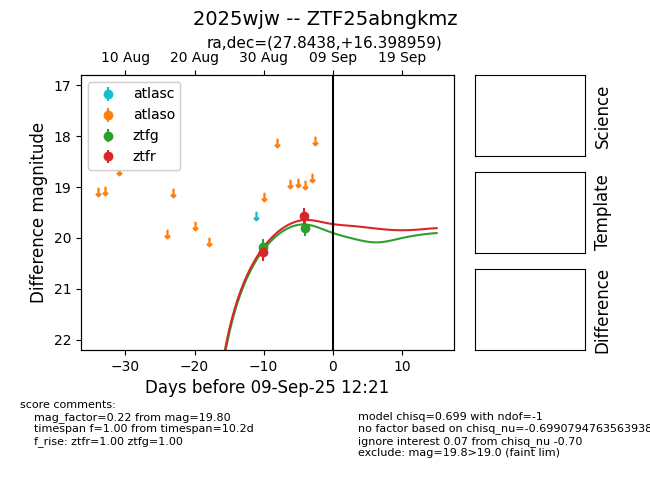 2025wjw -- ZTF25abngkmz
ra,dec=(27.8438,+16.398959)
10 Aug 20 Aug 30 Aug 09 Sep 19 Sep
17
18
19
20
21
22
Difference magnitude
atlasc
atlaso
ztfg
ztfr
−30 −20 −10 0 10
Days before 09-Sep-25 12:21
Science
Template
Difference
score comments:
mag_factor=0.22 from mag=19.80
timespan f=1.00 from timespan=10.2d
f_rise: ztfr=1.00 ztfg=1.00
model chisq=0.699 with ndof=-1
no factor based on chisq_nu=-0.6990794763563938
ignore interest 0.07 from chisq_nu -0.70
exclude: mag=19.8>19.0 (faint lim)